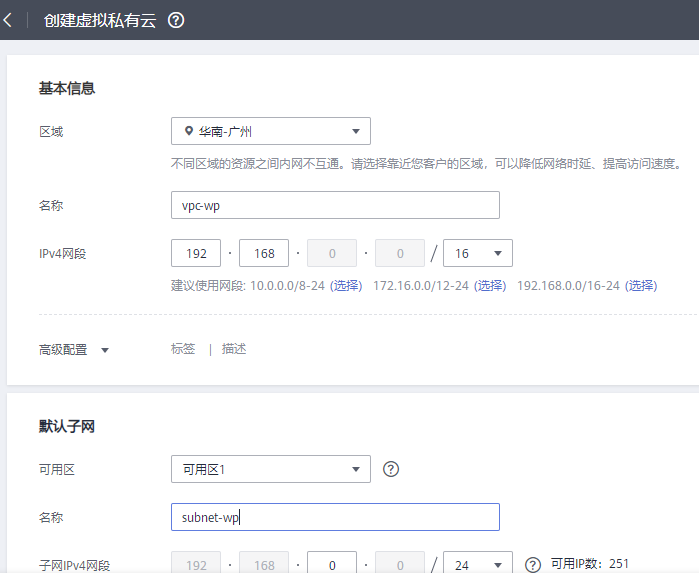 创建虚拟私有云 ?
基本信息
区域 华南-广州
不同区域的资源之间内网不互通。请选择靠近您客户的区域，可以降低网络时延、提高访问速度。
名称 vpc-wp
IPv4网段 192 · 168 · 0 · 0 / 16
建议使用网段: 10.0.0.0/8-24 (选择) 172.16.0.0/12-24 (选择) 192.168.0.0/16-24 (选择)
高级配置 标签 | 描述
默认子网
可用区 可用区1 ?
名称 subnet-wp
子网IPv4网段 192 · 168 · 0 · 0 / 24 ? 可用IP数：251